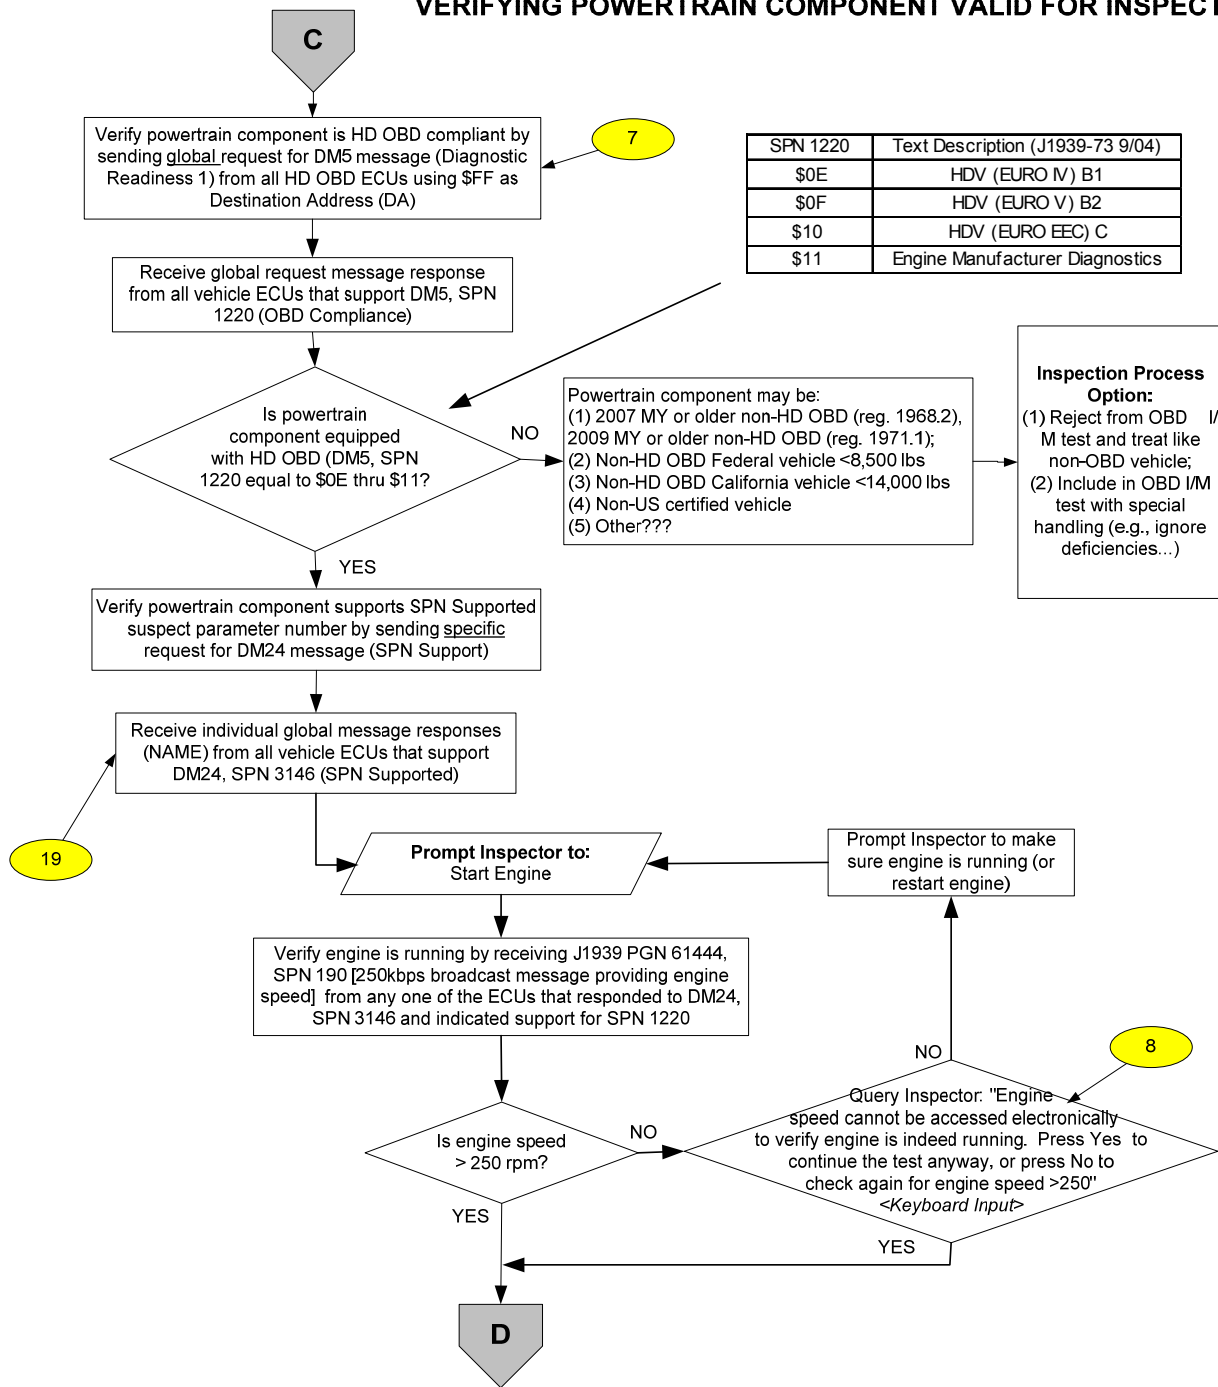 VERIFYING POWERTRAIN COMPONENT VALID FOR INSPECT
C
Verify powertrain component is HD OBD compliant by
sending global request for DM5 message (Diagnostic
Readiness 1) from all HD OBD ECUs using $FF as
Destination Address (DA)
7
SPN 1220 Text Description (J1939-73 9/04)
$0E HDV (EURO IV) B1
$0F HDV (EURO V) B2
$10 HDV (EURO EEC) C
$11 Engine Manufacturer Diagnostics
Receive global request message response
from all vehicle ECUs that support DM5, SPN
1220 (OBD Compliance)
Is powertrain
component equipped
with HD OBD (DM5, SPN
1220 equal to $0E thru $11?
NO
Powertrain component may be:
(1) 2007 MY or older non-HD OBD (reg. 1968.2),
2009 MY or older non-HD OBD (reg. 1971.1);
(2) Non-HD OBD Federal vehicle <8,500 lbs
(3) Non-HD OBD California vehicle <14,000 lbs
(4) Non-US certified vehicle
(5) Other???
Inspection Process
Option:
(1) Reject from OBD I/
M test and treat like
non-OBD vehicle;
(2) Include in OBD I/M
test with special
handling (e.g., ignore
deficiencies...)
YES
Verify powertrain component supports SPN Supported
suspect parameter number by sending specific
request for DM24 message (SPN Support)
Receive individual global message responses
(NAME) from all vehicle ECUs that support
DM24, SPN 3146 (SPN Supported)
19
Prompt Inspector to:
Start Engine
Prompt Inspector to make
sure engine is running (or
restart engine)
Verify engine is running by receiving J1939 PGN 61444,
SPN 190 [250kbps broadcast message providing engine
speed] from any one of the ECUs that responded to DM24,
SPN 3146 and indicated support for SPN 1220
NO
8
Is engine speed
> 250 rpm?
NO
Query Inspector: "Engine
speed cannot be accessed electronically
to verify engine is indeed running. Press Yes to
continue the test anyway, or press No to
check again for engine speed >250"
<Keyboard Input>
YES
YES
D